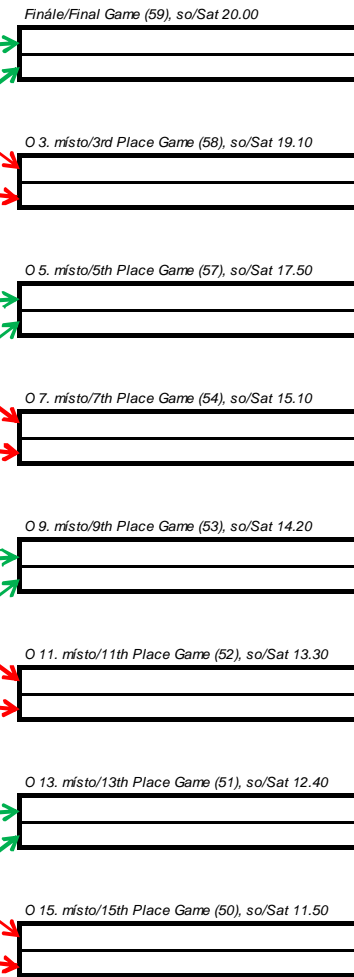 Finále/Final Game (59), so/Sat 20.00
O 3. místo/3rd Place Game (58), so/Sat 19.10
O 5. místo/5th Place Game (57), so/Sat 17.50
O 7. místo/7th Place Game (54), so/Sat 15.10
O 9. místo/9th Place Game (53), so/Sat 14.20
O 11. místo/11th Place Game (52), so/Sat 13.30
O 13. místo/13th Place Game (51), so/Sat 12.40
O 15. místo/15th Place Game (50), so/Sat 11.50